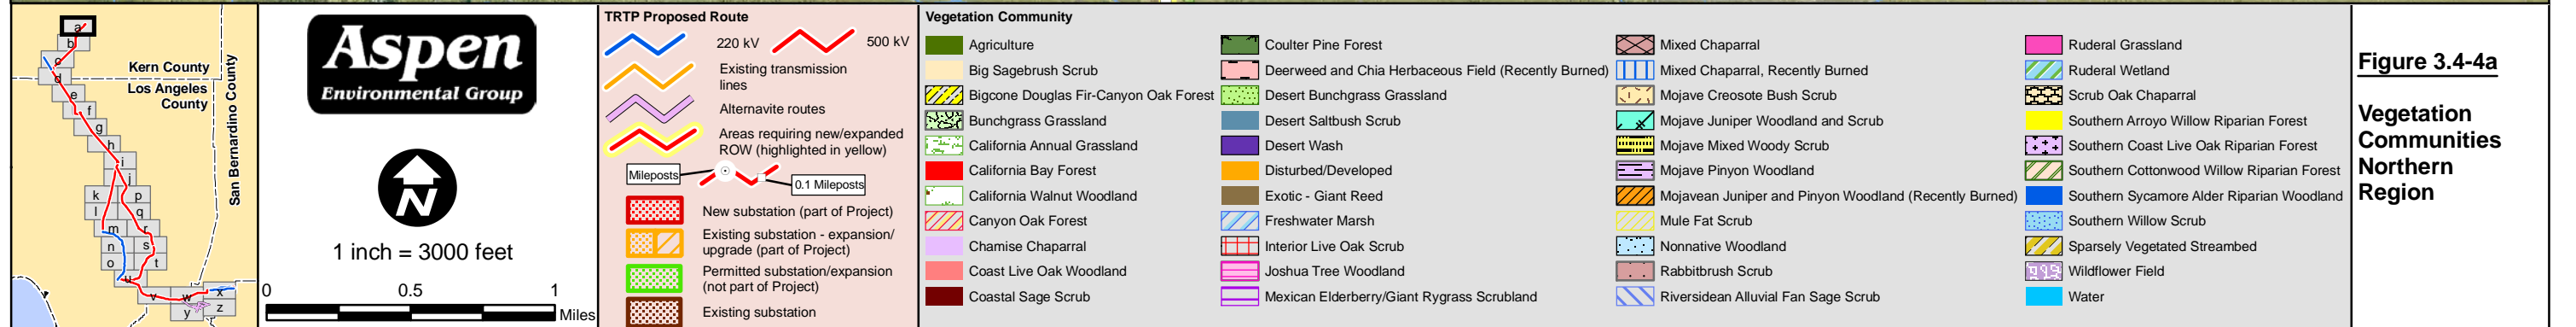 a
b
c
d
e
f
g
h
i
j
k
p
l
q
m
r
n
s
o
t
u
v
w
x
y
z
Kern County
Los Angeles
County
San Bernardino County
Aspen
Environmental Group
N
1 inch = 3000 feet
0 0.5 1
Miles
TRTP Proposed Route
220 kV
500 kV
Existing transmission
lines
Alternavite routes
Areas requiring new/expanded
ROW (highlighted in yellow)
Mileposts
0.1 Mileposts
New substation (part of Project)
Existing substation - expansion/
upgrade (part of Project)
Permitted substation/expansion
(not part of Project)
Existing substation
Vegetation Community
Agriculture
Big Sagebrush Scrub
Bigcone Douglas Fir-Canyon Oak Forest
Bunchgrass Grassland
California Annual Grassland
California Bay Forest
California Walnut Woodland
Canyon Oak Forest
Chamise Chaparral
Coast Live Oak Woodland
Coastal Sage Scrub
Coulter Pine Forest
Deerweed and Chia Herbaceous Field (Recently Burned)
Desert Bunchgrass Grassland
Desert Saltbush Scrub
Desert Wash
Disturbed/Developed
Exotic - Giant Reed
Freshwater Marsh
Interior Live Oak Scrub
Joshua Tree Woodland
Mexican Elderberry/Giant Rygrass Scrubland
Mixed Chaparral
Mixed Chaparral, Recently Burned
Mojave Creosote Bush Scrub
Mojave Juniper Woodland and Scrub
Mojave Mixed Woody Scrub
Mojave Pinyon Woodland
Mojavean Juniper and Pinyon Woodland (Recently Burned)
Mule Fat Scrub
Nonnative Woodland
Rabbitbrush Scrub
Riversidean Alluvial Fan Sage Scrub
Ruderal Grassland
Ruderal Wetland
Scrub Oak Chaparral
Southern Arroyo Willow Riparian Forest
Southern Coast Live Oak Riparian Forest
Southern Cottonwood Willow Riparian Forest
Southern Sycamore Alder Riparian Woodland
Southern Willow Scrub
Sparsely Vegetated Streambed
Wildflower Field
Water
Figure 3.4-4a
Vegetation
Communities
Northern
Region